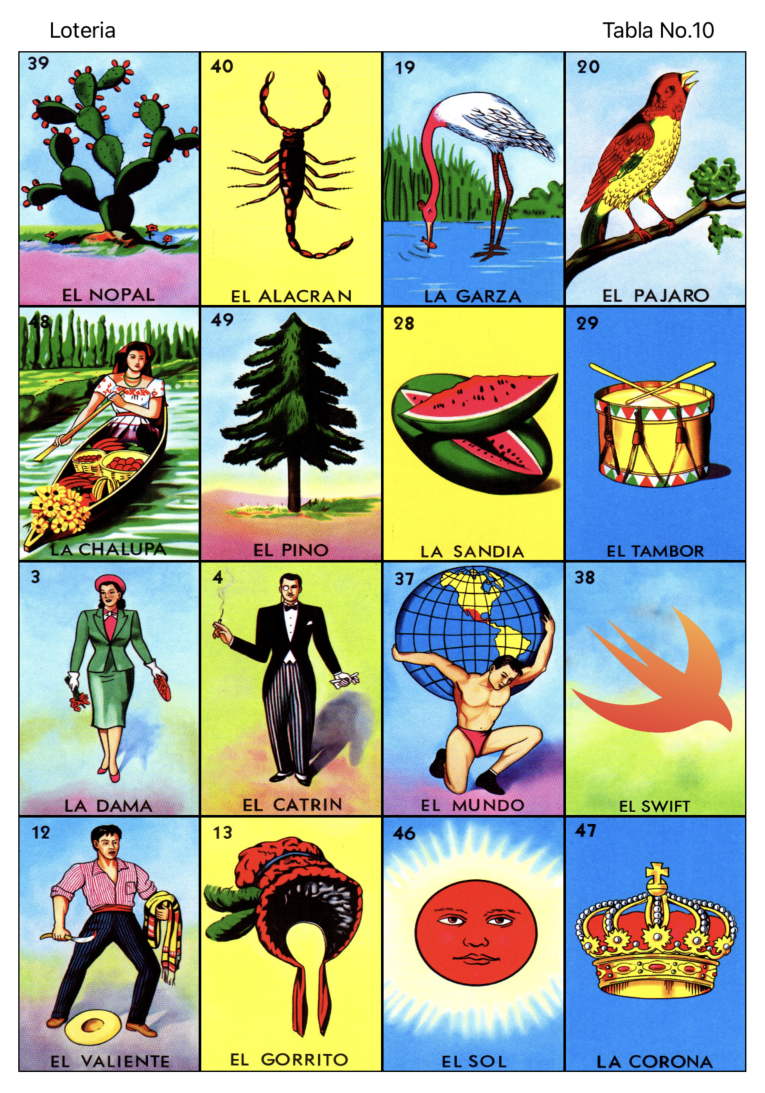 Loteria
Tabla No.10
39
EL NOPAL
40
EL ALACRAN
19
LA GARZA
20
EL PAJARO
48
LA CHALUPA
49
EL PINO
28
LA SANDIA
29
EL TAMBOR
3
LA DAMA
4
EL CATRIN
37
EL MUNDO
38
EL SWIFT
12
EL VALIENTE
13
EL GORRITO
46
EL SOL
47
LA CORONA